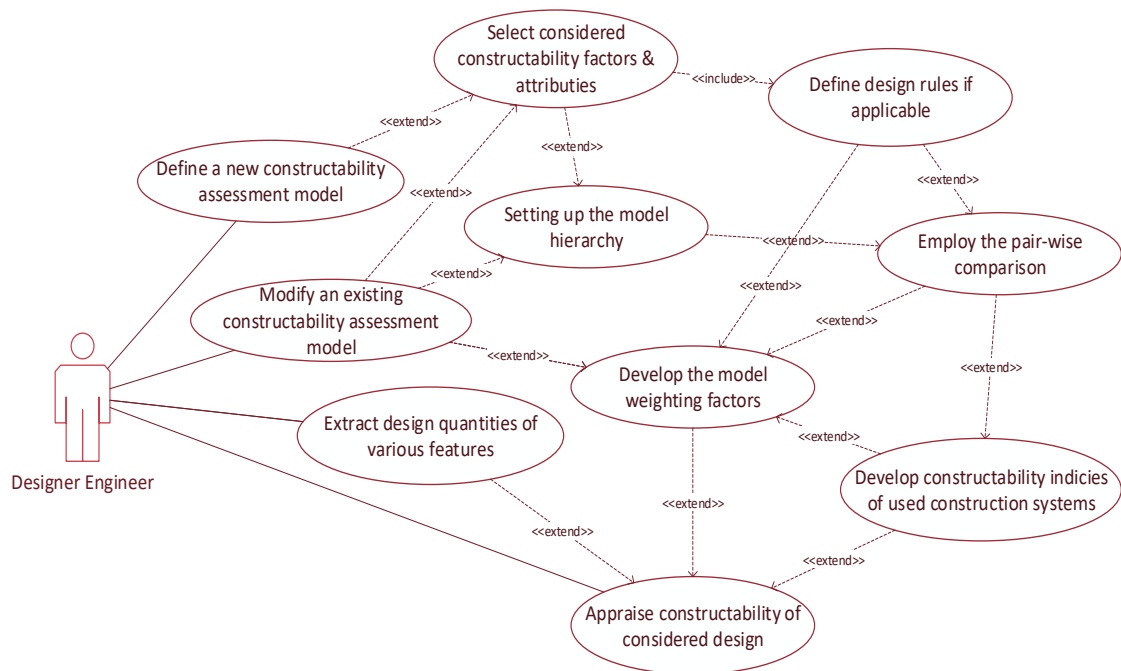 Select considered
constructability factors &
attributies
<<include>>
Define design rules if
applicable
<<extend>>
Define a new constructability
assessment model
<<extend>>
<<extend>>
<<extend>>
Setting up the model
hierarchy
<<extend>>
Employ the pair-wise
comparison
<<extend>>
Modify an existing
constructability assessment
model
<<extend>>
<<extend>>
Develop the model
weighting factors
<<extend>>
Extract design quantities of
various features
<<extend>>
Develop constructability indicies
of used construction systems
Designer Engineer
<<extend>>
<<extend>>
<<extend>>
Appraise constructability of
considered design